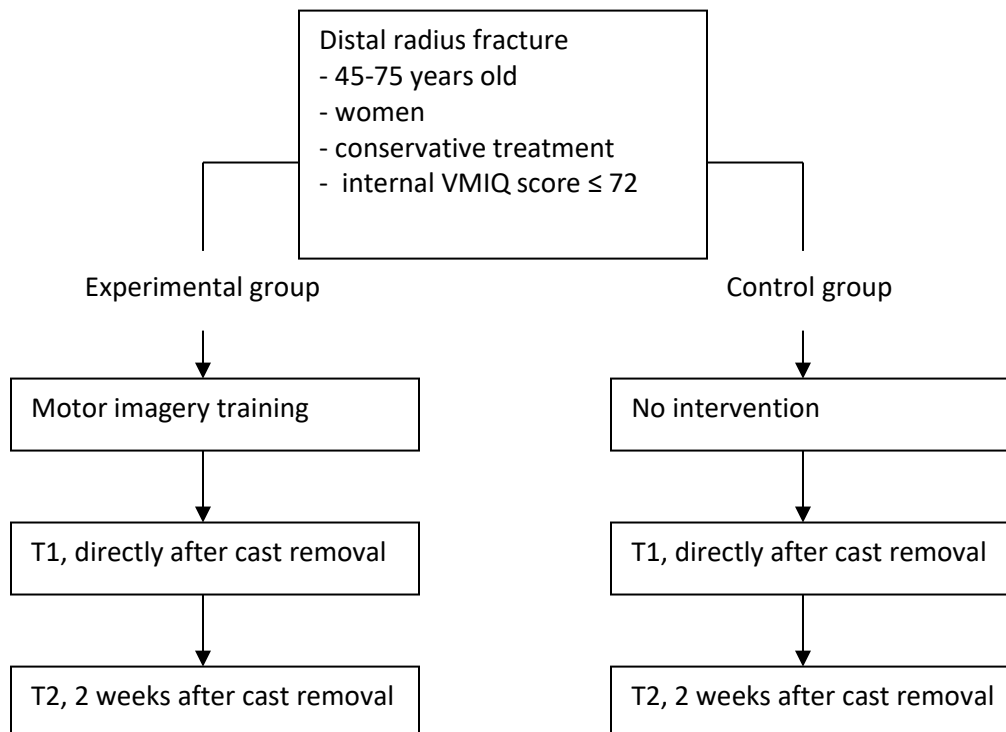 Distal radius fracture
- 45-75 years old
- women
- conservative treatment
- internal VMIQ score ≤ 72
Experimental group
Control group
Motor imagery training
No intervention
T1, directly after cast removal
T1, directly after cast removal
T2, 2 weeks after cast removal
T2, 2 weeks after cast removal